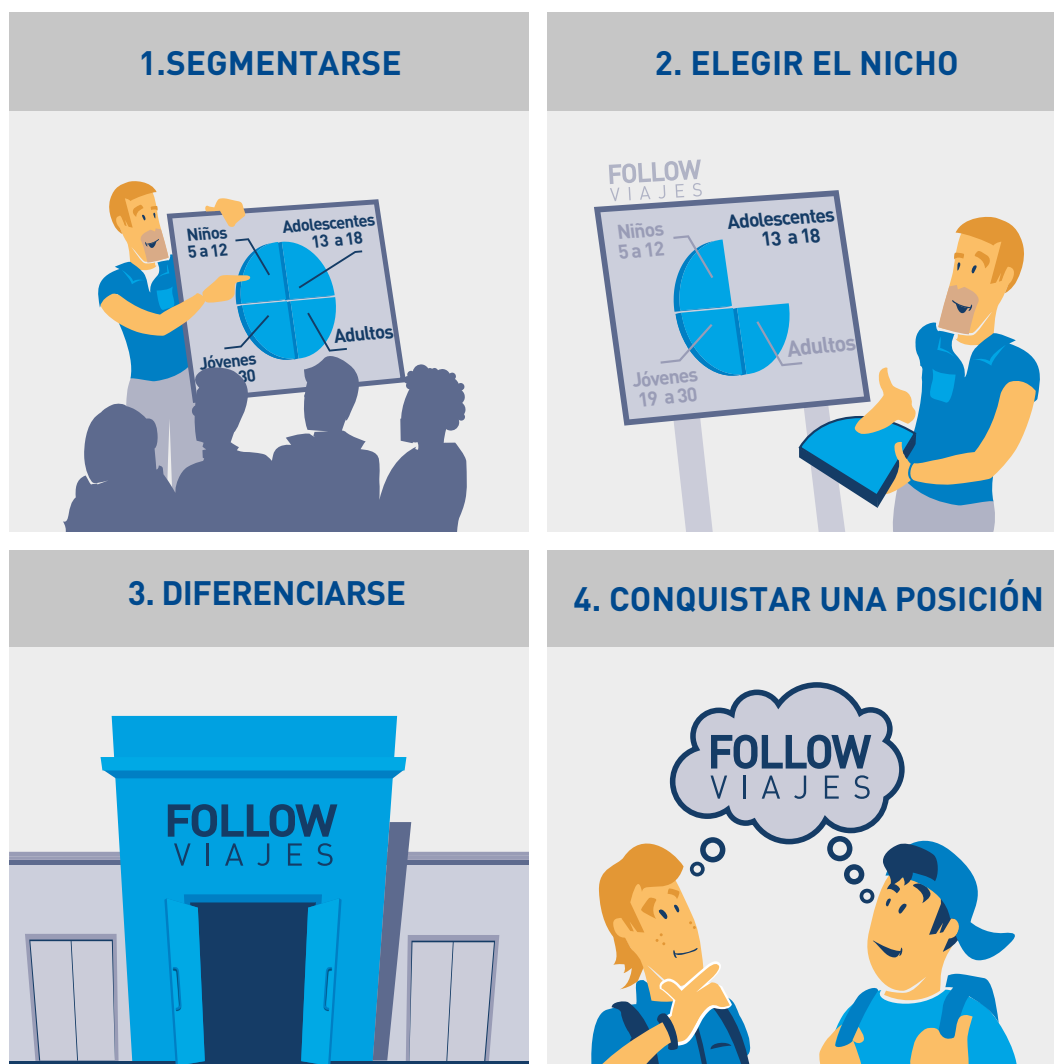 1.SEGMENTARSE
Niños
5 a 12
Adolescentes
13 a 18
Adultos
Jóvenes
30
2. ELEGIR EL NICHO
FOLLOW
VIAJES
Niños
5 a 12
Adolescentes
13 a 18
Adultos
Jóvenes
19 a 30
3. DIFERENCIARSE
FOLLOW
VIAJES
4. CONQUISTAR UNA POSICIÓN
FOLLOW
VIAJES